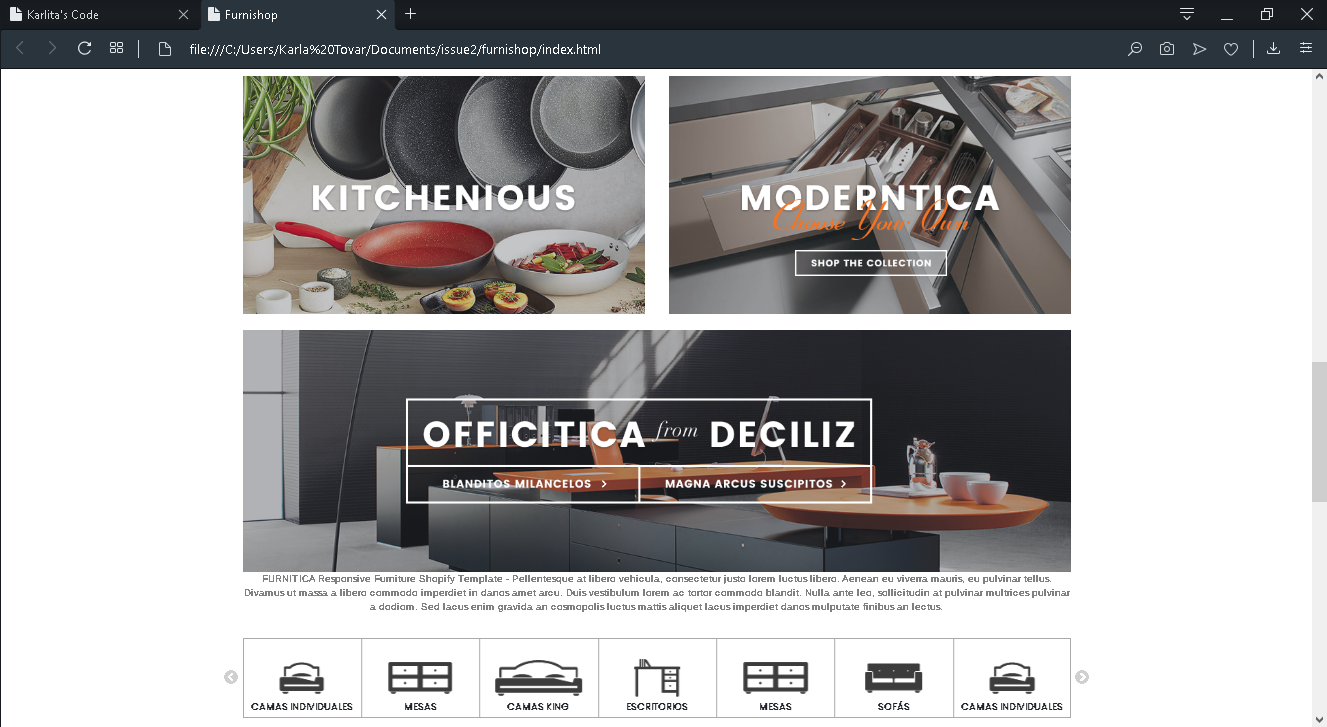 Karlita's Code
Furnishop
file:///C:/Users/Karla%20Tovar/Documents/issue2/furnishop/index.html
KITCHENIOUS
MODERNTICA
Choose Your Own
SHOP THE COLLECTION
OFFICITICA from DECILIZ
BLANDITOS MILANCELOS >
MAGNA ARCUS SUSCIPITOS >
FURNITICA Responsive Furniture Shopify Template - Pellentesque at libero vehicula, consectetur justo lorem luctus libero. Aenean eu viverra mauris, eu pulvinar tellus.
Divamus ut massa a libero commodo imperdiet in danos amet arcu. Duis vestibulum lorem ac tortor commodo blandit. Nulla ante leo, sollicitudin at pulvinar multrices pulvinar
a dodiom. Sed lacus enim gravida an cosmopolis luctus mattis aliquet lacus imperdiet danos mulputate finibus an lectus.
CAMAS INDIVIDUALES
MESAS
CAMAS KING
ESCRITORIOS
MESAS
SOFÁS
CAMAS INDIVIDUALES